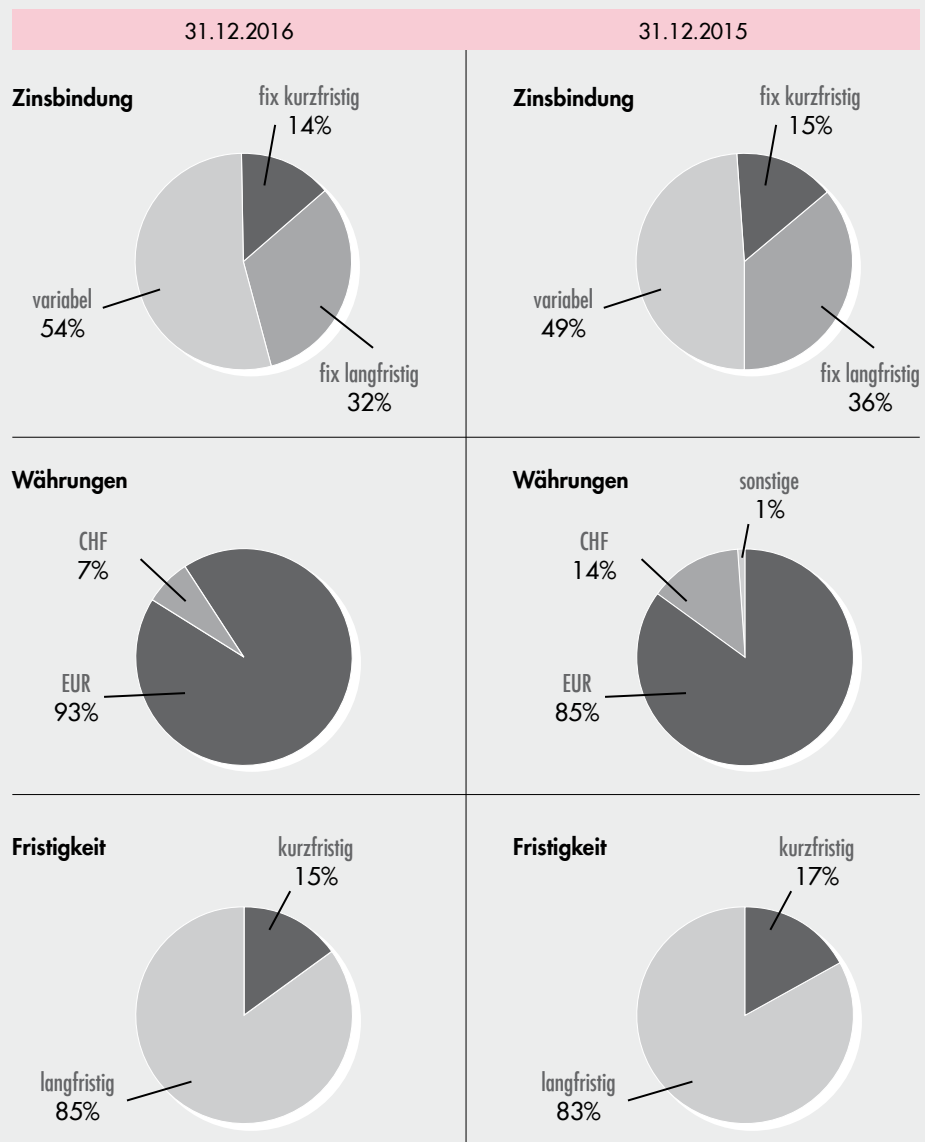 31.12.2016
31.12.2015
Zinsbindung
fix kurzfristig
14%
variabel
54%
fix langfristig
32%
Zinsbindung
fix kurzfristig
15%
variabel
49%
fix langfristig
36%
Währungen
CHF
7%
EUR
93%
Währungen
sonstige
1%
CHF
14%
EUR
85%
Fristigkeit
kurzfristig
15%
langfristig
85%
Fristigkeit
kurzfristig
17%
langfristig
83%